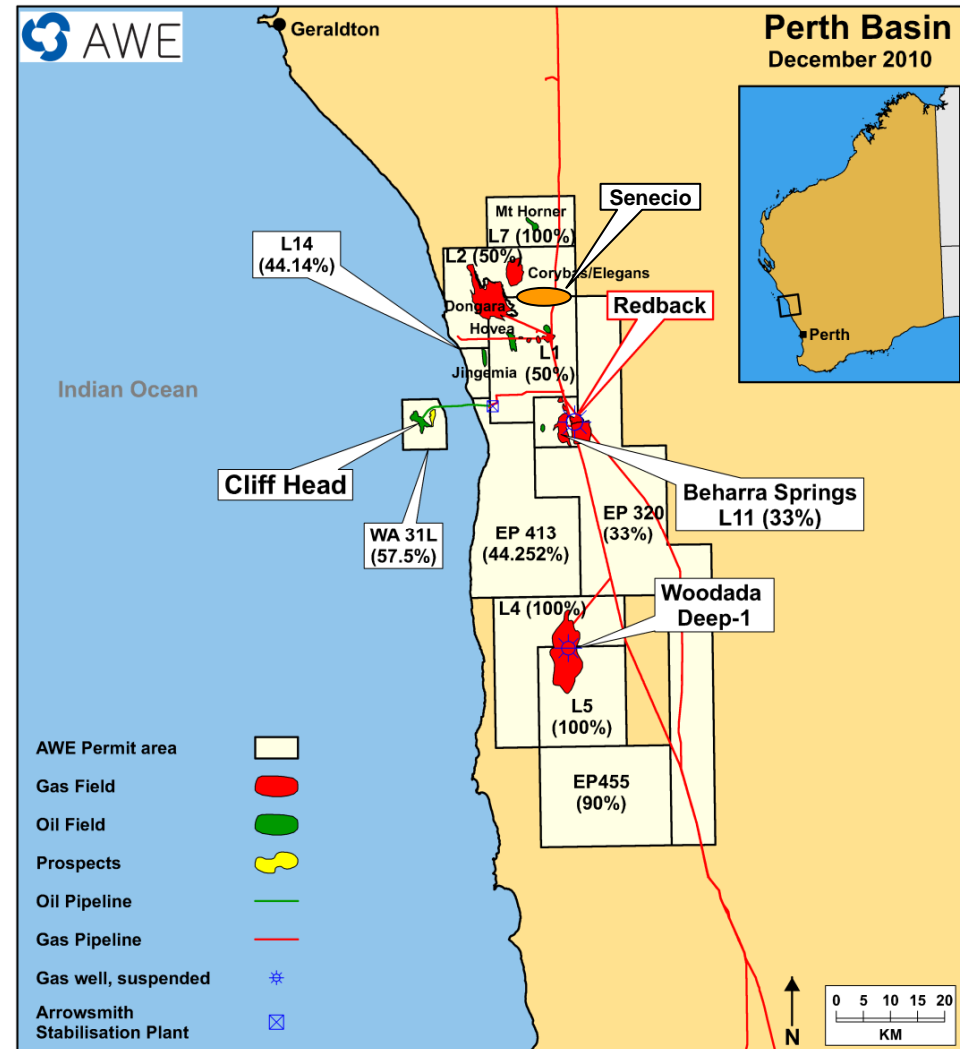 AWE
Geraldton
Perth Basin
December 2010
Perth
Senecio
Mt Horner
L7 (100%)
L14
(44.14%)
L2 (50%)
Corybas/Elegans
Redback
Dongara
Hovea
L1
(50%)
Jingemia
Indian Ocean
Cliff Head
Beharra Springs
L11 (33%)
WA 31L
(57.5%)
EP 413
(44.252%)
EP 320
(33%)
Woodada
Deep-1
L4 (100%)
L5
(100%)
EP455
(90%)
AWE Permit area
Gas Field
Oil Field
Prospects
Oil Pipeline
Gas Pipeline
Gas well, suspended
Arrowsmith
Stabilisation Plant
N
0 5 10 15 20
KM